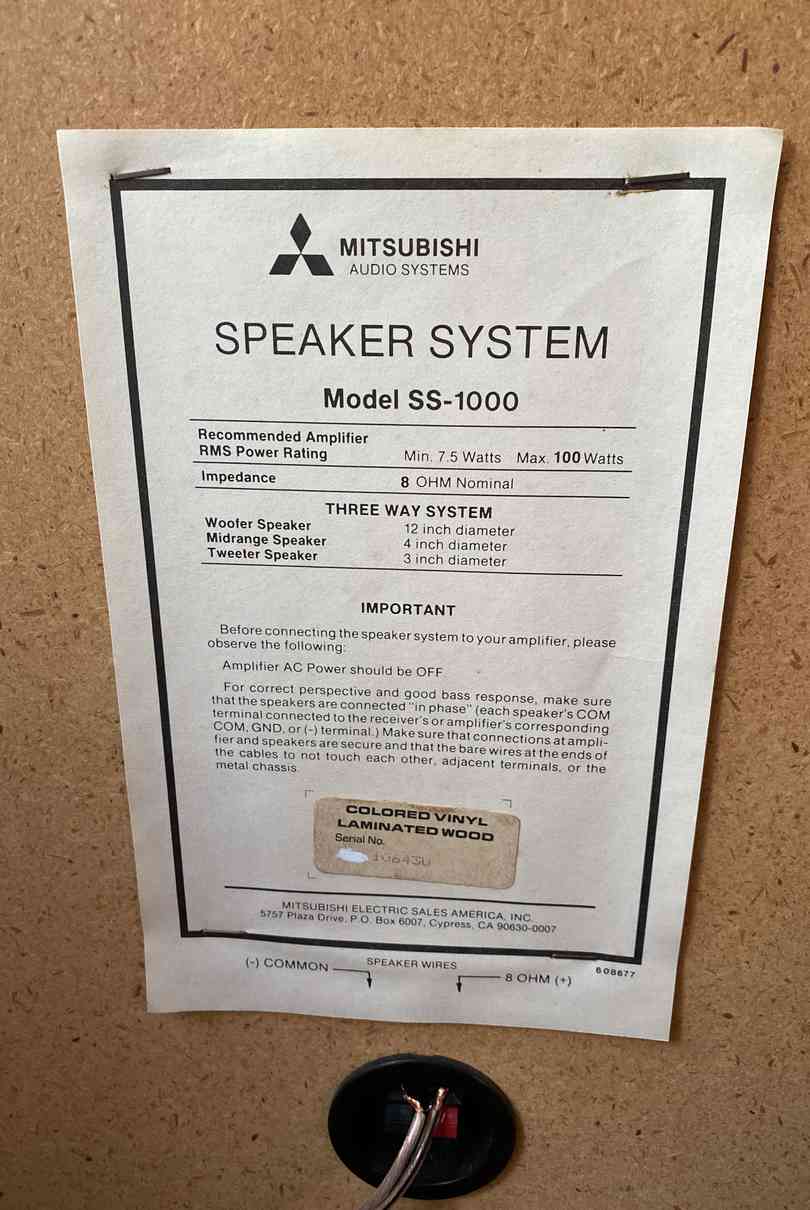 MITSUBISHI
AUDIO SYSTEMS
SPEAKER SYSTEM
Model SS-1000
Recommended Amplifier
RMS Power Rating Min. 7.5 Watts Max. 100 Watts
Impedance 8 OHM Nominal
THREE WAY SYSTEM
Woofer Speaker 12 inch diameter
Midrange Speaker 4 inch diameter
Tweeter Speaker 3 inch diameter
IMPORTANT
Before connecting the speaker system to your amplifier, please
observe the following:
Amplifier AC Power should be OFF
For correct perspective and good bass response, make sure
that the speakers are connected "in phase" (each speaker's COM
terminal connected to the receiver's or amplifier's corresponding
COM, GND, or (-) terminal.) Make sure that connections at ampli-
fier and speakers are secure and that the bare wires at the ends of
the cables to not touch each other, adjacent terminals, or the
metal chassis.
COLORED VINYL
LAMINATED WOOD
Serial No.
MITSUBISHI ELECTRIC SALES AMERICA, INC.
5757 Plaza Drive, P.O. Box 6007, Cypress, CA 90630-0007
(-) COMMON SPEAKER WIRES 8 OHM (+)
608677